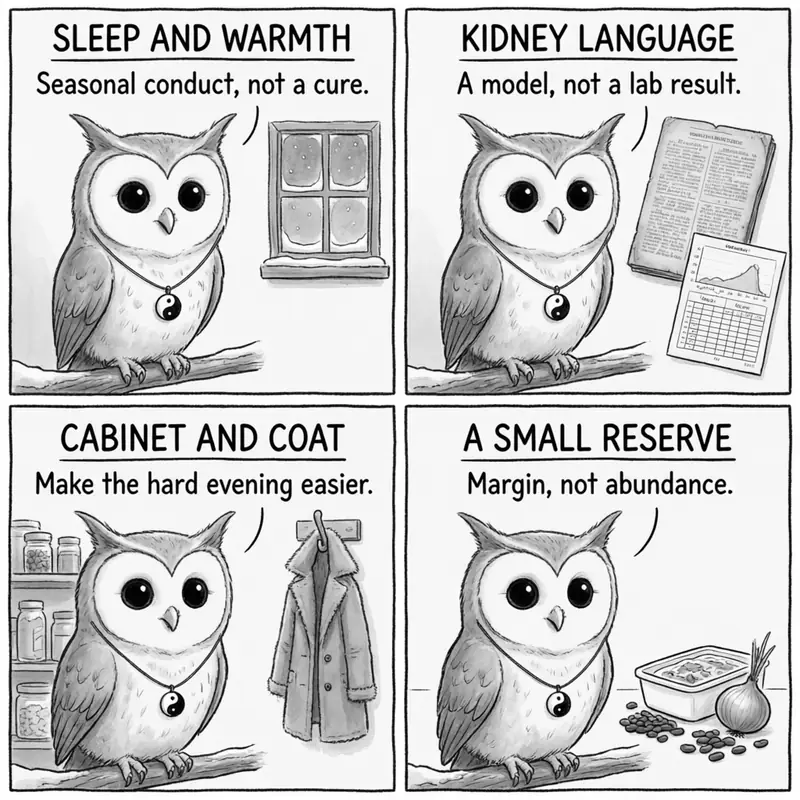 SLEEP AND WARMTH
Seasonal conduct, not a cure.
KIDNEY LANGUAGE
A model, not a lab result.
CABINET AND COAT
Make the hard evening easier.
A SMALL RESERVE
Margin, not abundance.